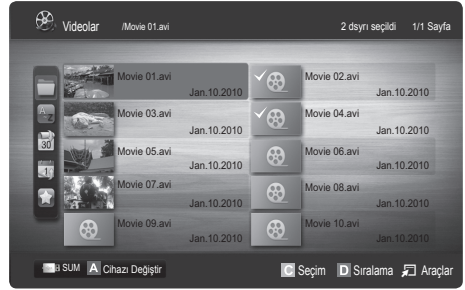 Videolar /Movie 01.avi 2 dsyrı seçildi 1/1 Sayfa
Movie 01.avi Movie 02.avi
Jan.10.2010 Jan.10.2010
A Z Movie 03.avi Movie 04.avi
Jan.10.2010 Jan.10.2010
30 Movie 05.avi Movie 06.avi
Jan.10.2010 Jan.10.2010
1 Movie 07.avi Movie 08.avi
Jan.10.2010 Jan.10.2010
Movie 09.avi Movie 10.avi
Jan.10.2010 Jan.10.2010
SUM A Cihazı Değiştir C Seçim D Sıralama Araçlar